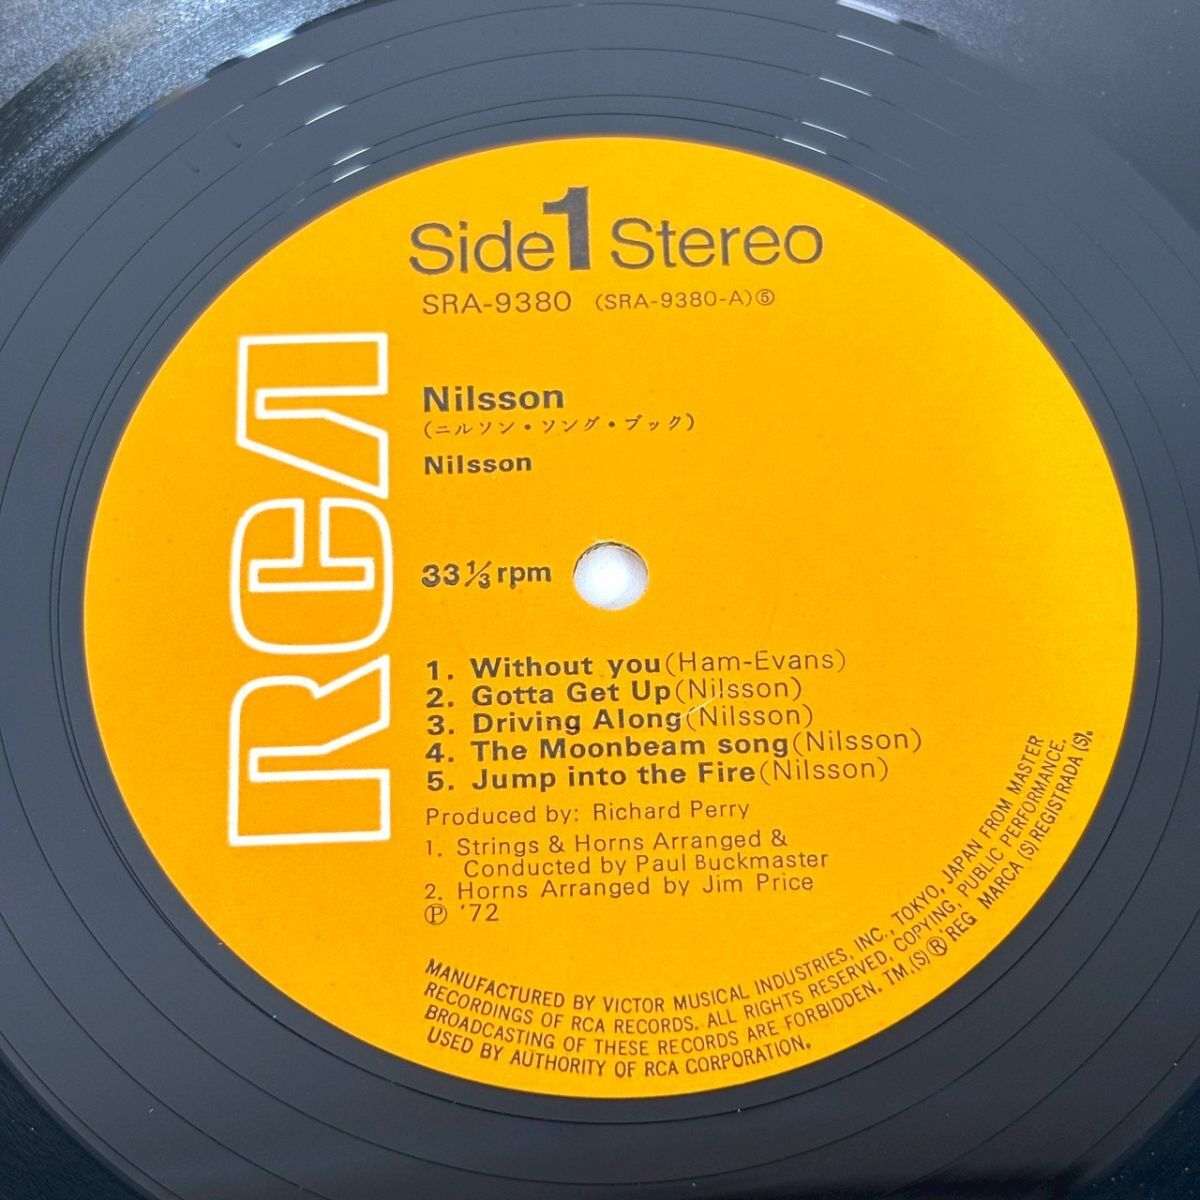 Side 1 Stereo
SRA-9380 (SRA-9380-A)⑤
RCA
Nilsson
(ニルソン・ソング・ブック)
Nilsson
33⅓ rpm
1. Without you(Ham-Evans)
2. Gotta Get Up(Nilsson)
3. Driving Along(Nilsson)
4. The Moonbeam song(Nilsson)
5. Jump into the Fire(Nilsson)
Produced by: Richard Perry
1. Strings & Horns Arranged &
Conducted by Paul Buckmaster
2. Horns Arranged by Jim Price
Ⓟ '72
MANUFACTURED BY VICTOR MUSICAL INDUSTRIES, INC., TOKYO, JAPAN FROM MASTER
RECORDINGS OF RCA RECORDS. ALL RIGHTS RESERVED, COPYING, PUBLIC PERFORMANCE,
BROADCASTING OF THESE RECORDS ARE FORBIDDEN. TM.(S)® REG MARCA (S) REGISTRADA (S).
USED BY AUTHORITY OF RCA CORPORATION.